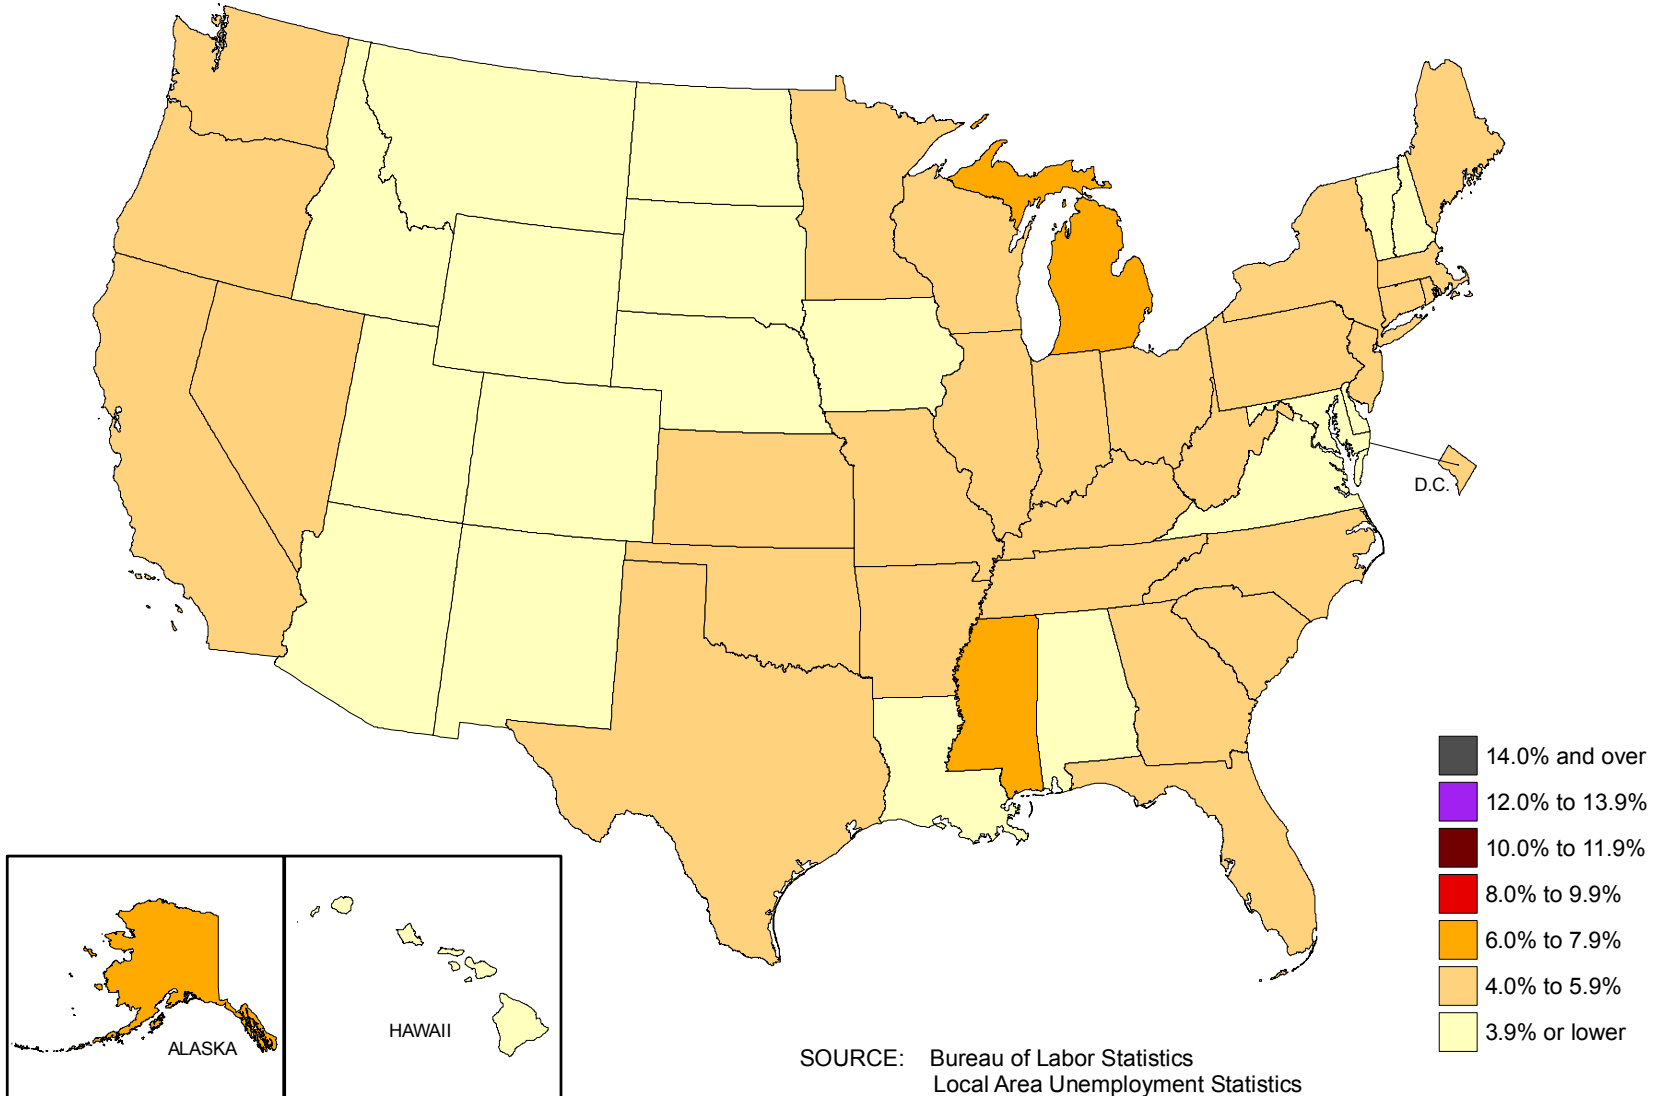 D.C.
14.0% and over
12.0% to 13.9%
10.0% to 11.9%
8.0% to 9.9%
6.0% to 7.9%
4.0% to 5.9%
3.9% or lower
ALASKA
HAWAII
SOURCE: Bureau of Labor Statistics
Local Area Unemployment Statistics